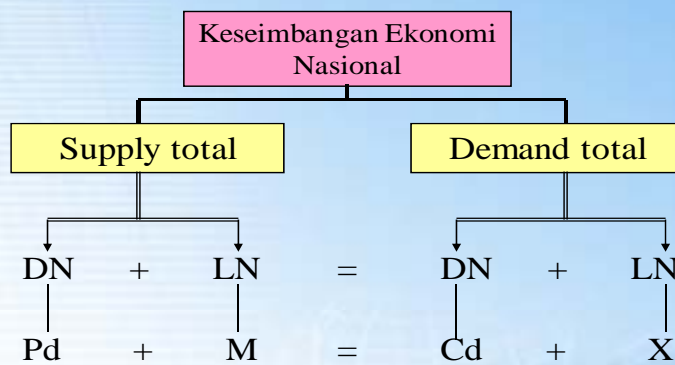 Keseimbangan Ekonomi
Nasional
Supply total
Demand total
DN + LN = DN + LN
Pd + M = Cd + X